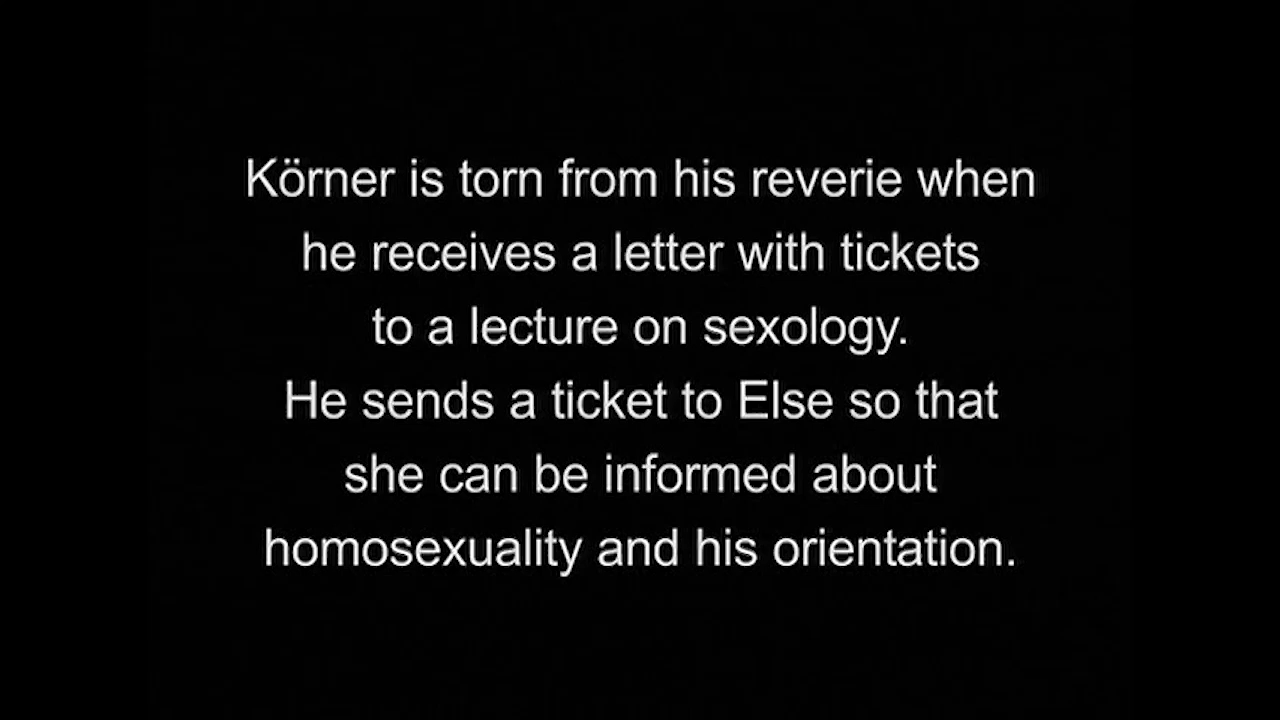 Körner is torn from his reverie when
he receives a letter with tickets
to a lecture on sexology.
He sends a ticket to Else so that
she can be informed about
homosexuality and his orientation.